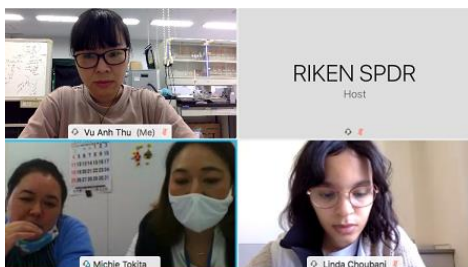 RIKEN SPDR
Host
Vu Anh Thu (Me)
Michie Tokita
Linda Choubani